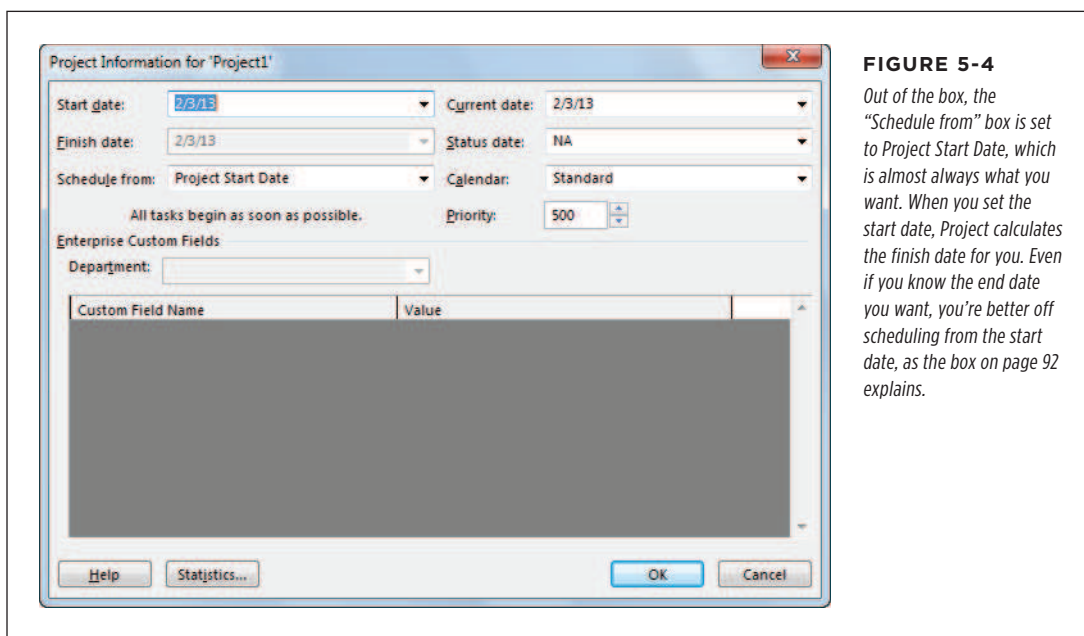 Project Information for 'Project1'
Start date: 2/3/13 Current date: 2/3/13
Finish date: 2/3/13 Status date: NA
Schedule from: Project Start Date Calendar: Standard
All tasks begin as soon as possible. Priority: 500
Enterprise Custom Fields
Department:
Custom Field Name Value
Help Statistics... OK Cancel
FIGURE 5-4
Out of the box, the
“Schedule from” box is set
to Project Start Date, which
is almost always what you
want. When you set the
start date, Project calculates
the finish date for you. Even
if you know the end date
you want, you’re better off
scheduling from the start
date, as the box on page 92
explains.